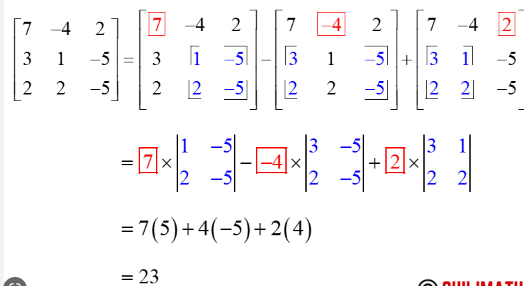 [7 −4 2; 3 1 −5; 2 2 −5] = [7 −4 2; 3 1 −5; 2 2 −5] − [7 −4 2; 3 1 −5; 2 2 −5] + [7 −4 2; 3 1 −5; 2 2 −5]
= 7 × |1 −5; 2 −5| − −4 × |3 −5; 2 −5| + 2 × |3 1; 2 2|
= 7(5)+4(−5)+2(4)
= 23